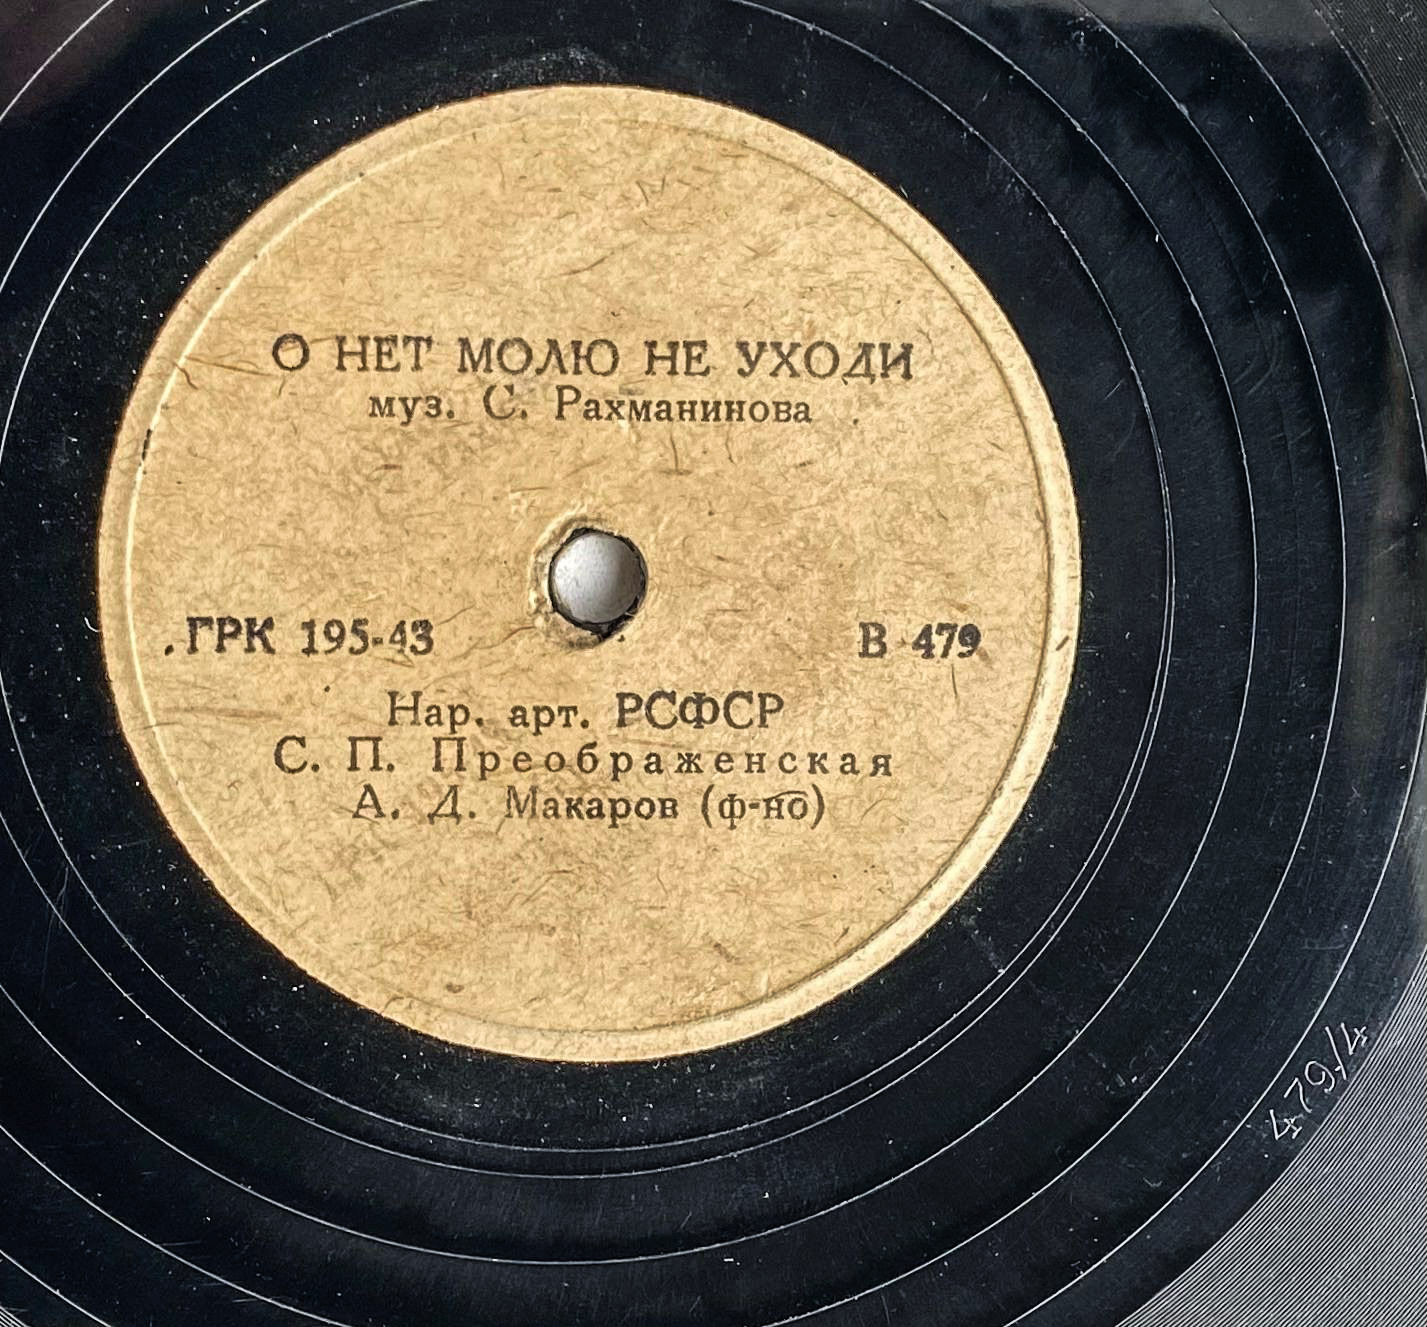 О НЕТ МОЛЮ НЕ УХОДИ
муз. С. Рахманинова
ГРК 195-43 В 479
Нар. арт. РСФСР
С. П. Преображенская
А. Д. Макаров (ф-но)
479/4